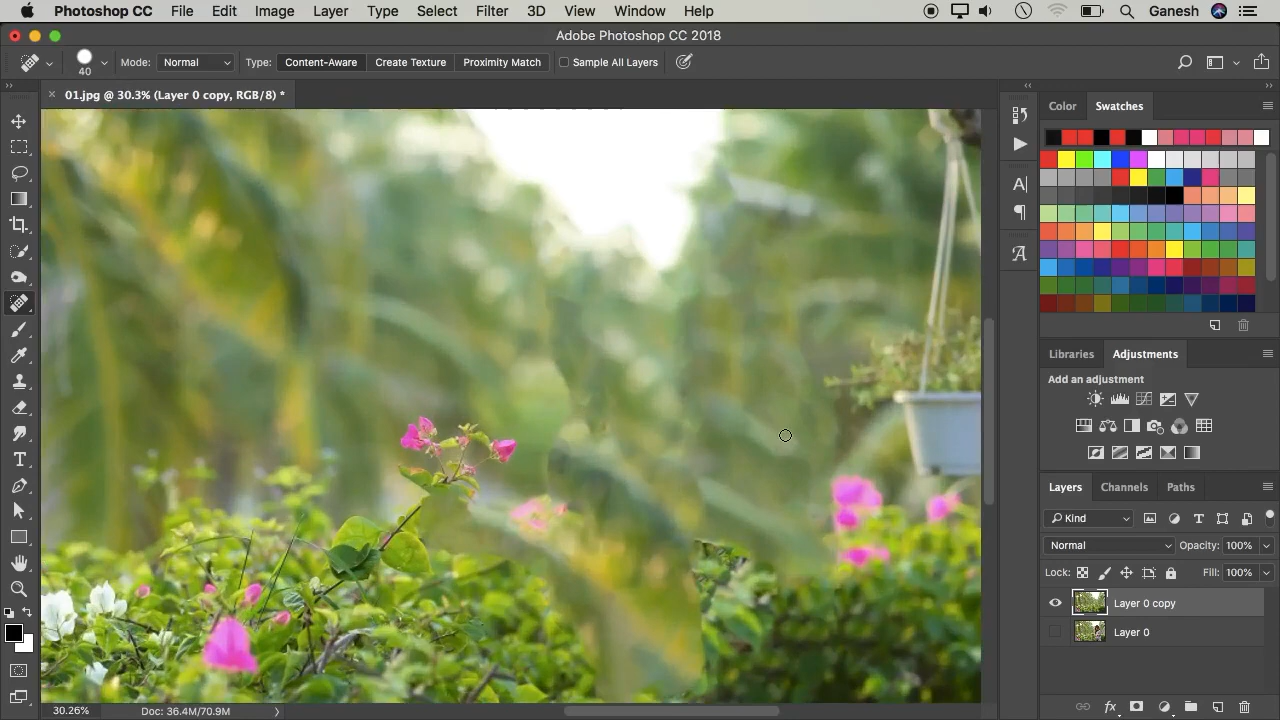 Photoshop CC File Edit Image Layer Type Select Filter 3D View Window Help Ganesh
Adobe Photoshop CC 2018
40 Mode: Normal Type: Content-Aware Create Texture Proximity Match Sample All Layers
01.jpg @ 30.3% (Layer 0 copy, RGB/8) *
Color Swatches
Libraries Adjustments
Add an adjustment
Layers Channels Paths
Kind
Normal Opacity: 100%
Lock: Fill: 100%
Layer 0 copy
Layer 0
30.26% Doc: 36.4M/70.9M